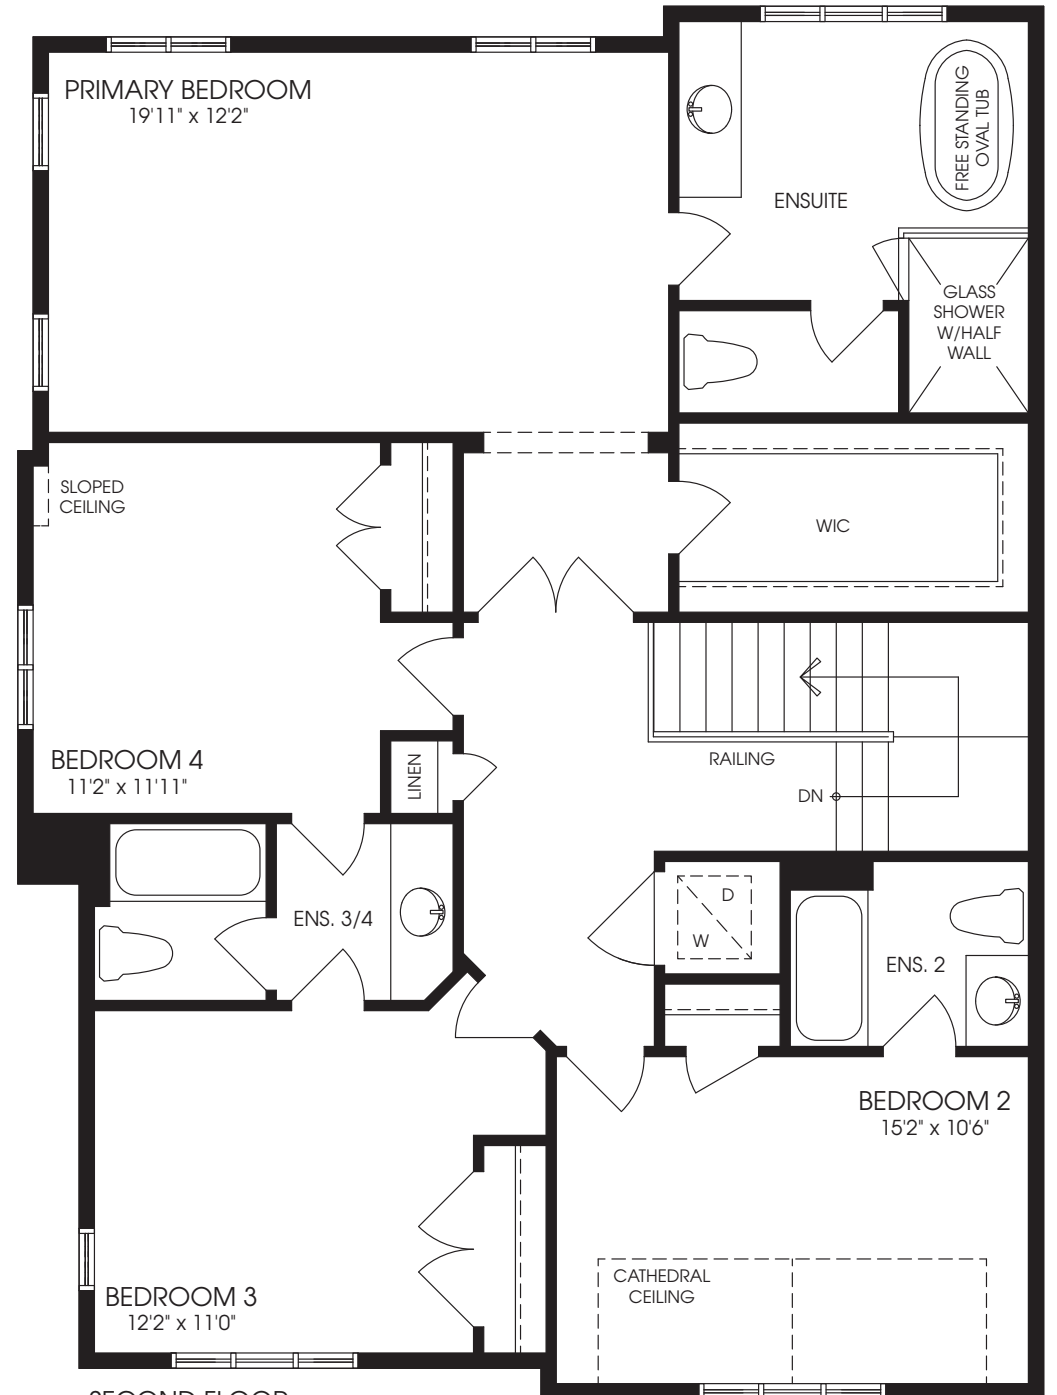 PRIMARY BEDROOM
19'11" x 12'2"
FREE STANDING
OVAL TUB
ENSUITE
GLASS
SHOWER
W/HALF
WALL
SLOPED
CEILING
WIC
BEDROOM 4
11'2" x 11'11"
LINEN
RAILING
DN
ENS. 3/4
D
W
ENS. 2
BEDROOM 2
15'2" x 10'6"
CATHEDRAL
CEILING
BEDROOM 3
12'2" x 11'0"
SECOND FLOOR